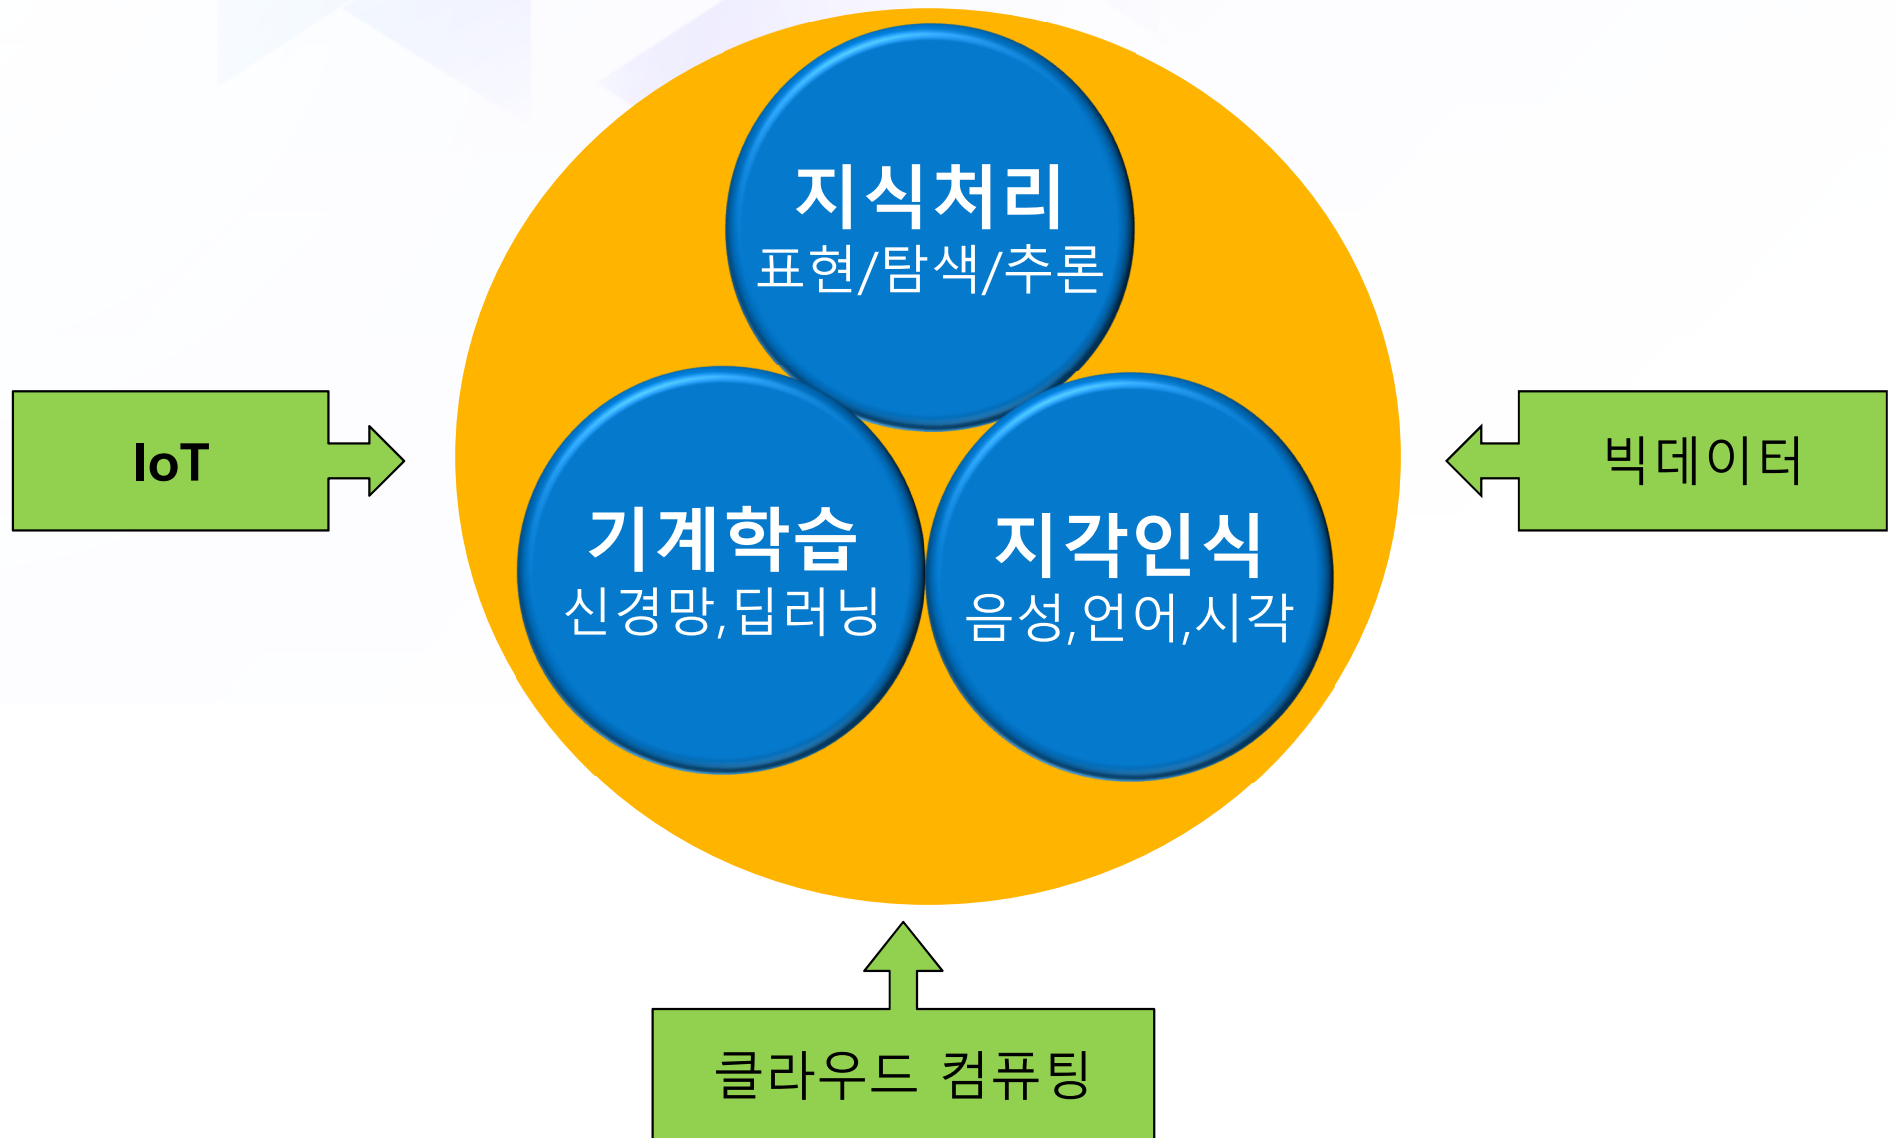 지식처리
표현/탐색/추론
IoT
빅데이터
기계학습
신경망,딥러닝
지각인식
음성,언어,시각
클라우드 컴퓨팅